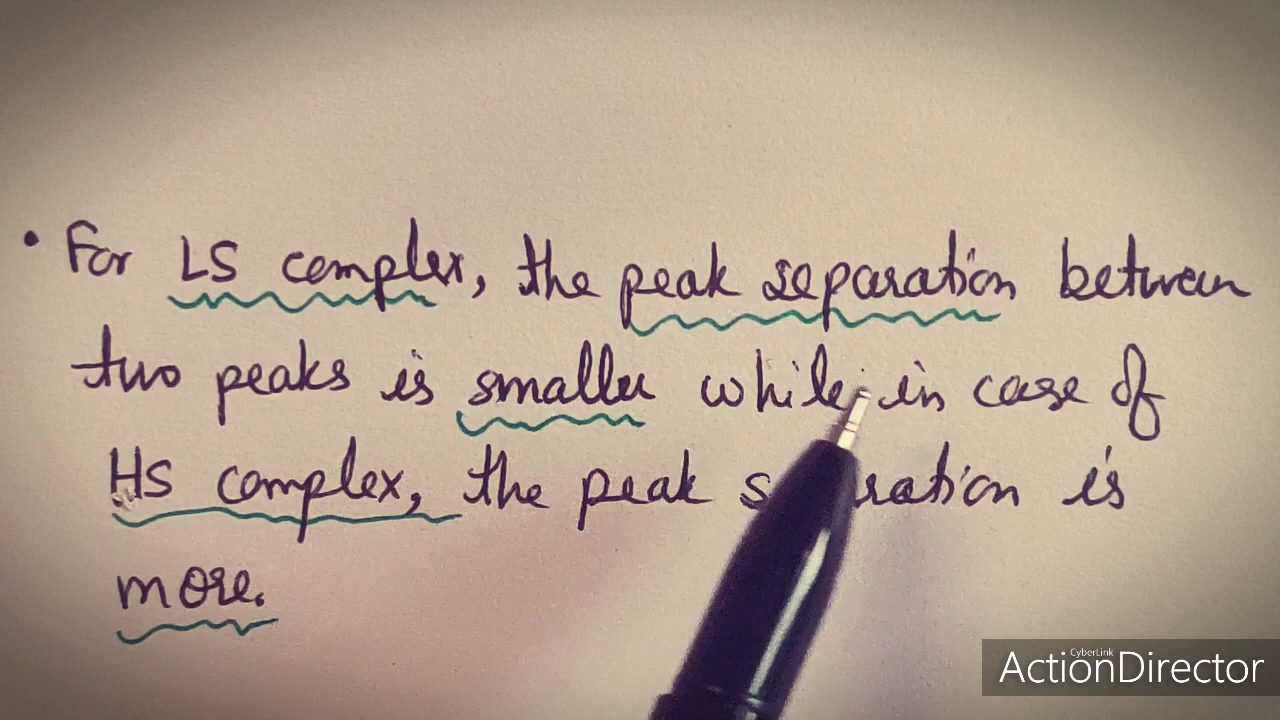 • For LS complex, the peak separation between
two peaks is smaller while in case of
HS complex, the peak is
more.
CyberLink
ActionDirector